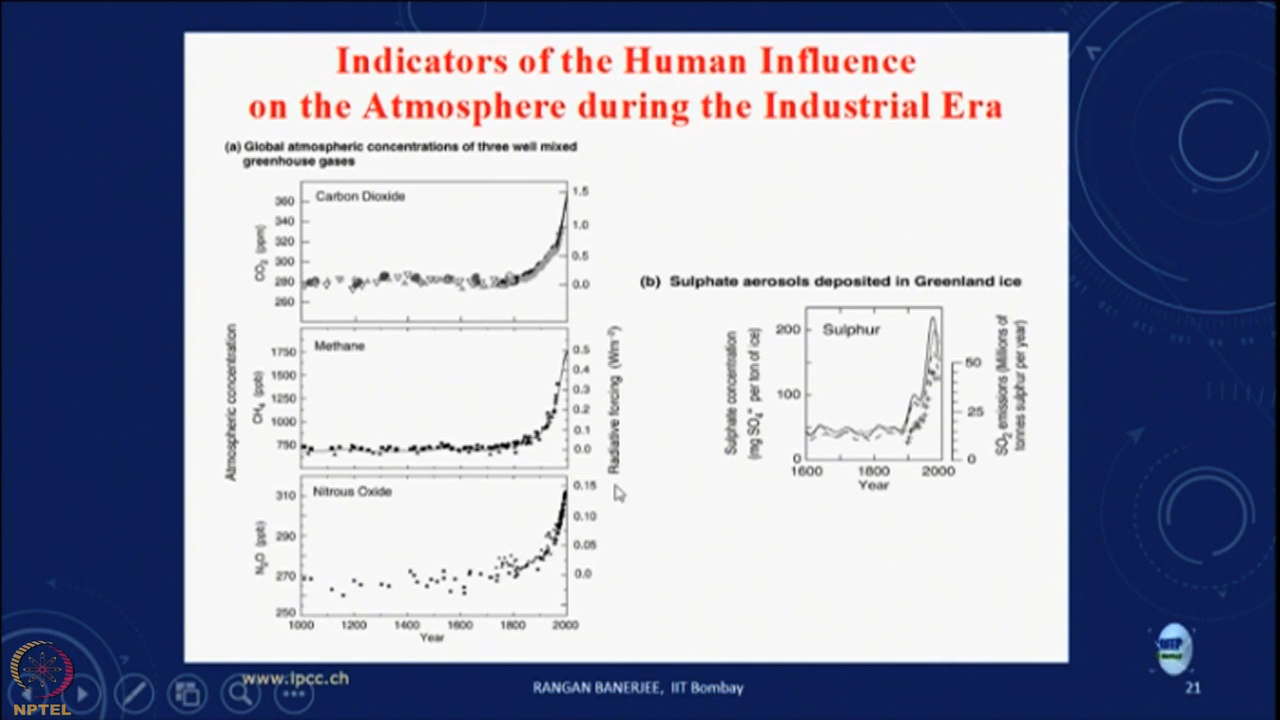 Indicators of the Human Influence
on the Atmosphere during the Industrial Era
(a) Global atmospheric concentrations of three well mixed
greenhouse gases
Carbon Dioxide
CO₂ (ppm)
360
340
320
300
280
260
1.5
1.0
0.5
0.0
Atmospheric concentration
Methane
CH₄ (ppb)
1750
1500
1250
1000
750
0.5
0.4
0.3
0.2
0.1
0.0
Radiative forcing (Wm⁻²)
Nitrous Oxide
N₂O (ppb)
310
290
270
250
0.15
0.10
0.05
0.0
1000 1200 1400 1600 1800 2000
Year
(b) Sulphate aerosols deposited in Greenland ice
Sulphur
Sulphate concentration
(mg SO₄⁼ per ton of ice)
200
100
0
50
25
0
SO₂ emissions (Millions of
tonnes sulphur per year)
1600 1800 2000
Year
www.ipcc.ch
RANGAN BANERJEE, IIT Bombay
21
NPTEL